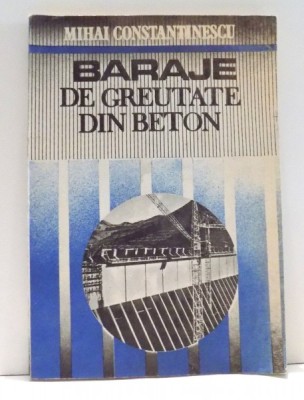 MIHAI CONSTANTINESCU
BARAJE
DE GREUTATE
DIN BETON